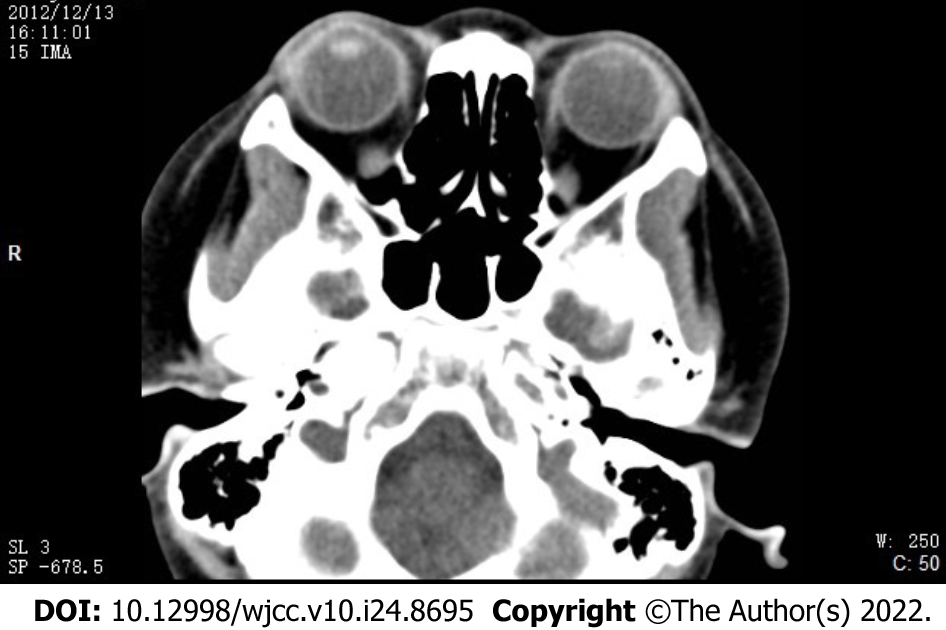 2012/12/13
16:11:01
15 IMA
R
SL 3
SP -678.5
W: 250
C: 50
DOI: 10.12998/wjcc.v10.i24.8695 Copyright ©The Author(s) 2022.